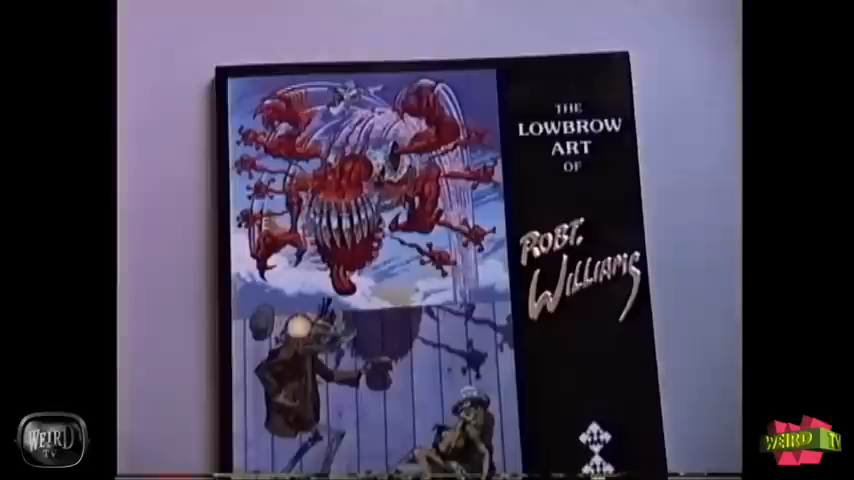 THE
LOWBROW
ART
OF
ROBT.
WILLIAMS
WEIRD
TV
WEIRD TV